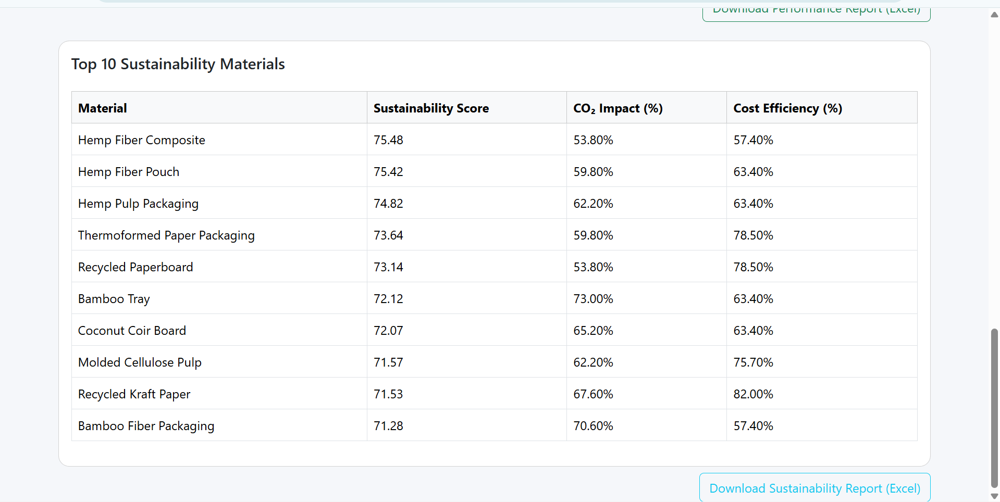 Download Performance Report (Excel)
Top 10 Sustainability Materials
Material Sustainability Score CO₂ Impact (%) Cost Efficiency (%)
Hemp Fiber Composite 75.48 53.80% 57.40%
Hemp Fiber Pouch 75.42 59.80% 63.40%
Hemp Pulp Packaging 74.82 62.20% 63.40%
Thermoformed Paper Packaging 73.64 59.80% 78.50%
Recycled Paperboard 73.14 53.80% 78.50%
Bamboo Tray 72.12 73.00% 63.40%
Coconut Coir Board 72.07 65.20% 63.40%
Molded Cellulose Pulp 71.57 62.20% 75.70%
Recycled Kraft Paper 71.53 67.60% 82.00%
Bamboo Fiber Packaging 71.28 70.60% 57.40%
Download Sustainability Report (Excel)